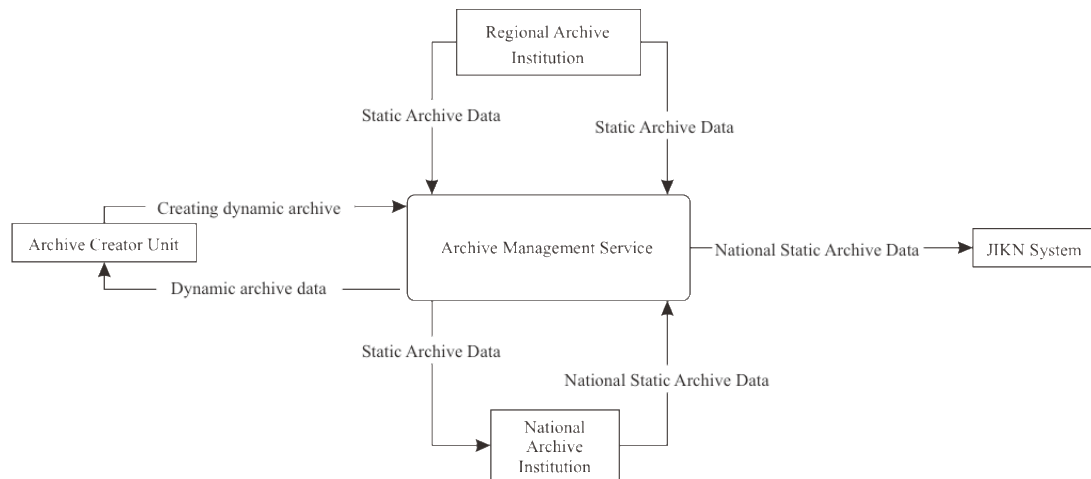 Regional Archive
Institution
Static Archive Data
Static Archive Data
Creating dynamic archive
Archive Creator Unit
Archive Management Service
National Static Archive Data
JIKN System
Dynamic archive data
Static Archive Data
National Static Archive Data
National
Archive
Institution